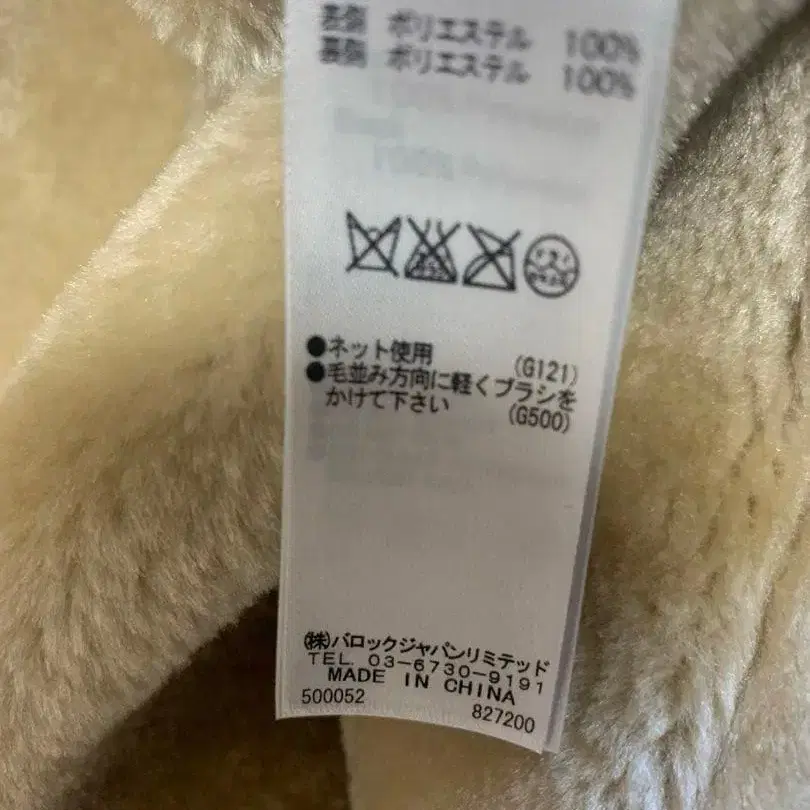 表側 ポリエステル 100%
裏側 ポリエステル 100%
●ネット使用 (G121)
●毛並み方向に軽くブラシを
かけて下さい (G500)
(株)バロックジャパンリミテッド
TEL. 03-6730-9191
MADE IN CHINA
500052
827200